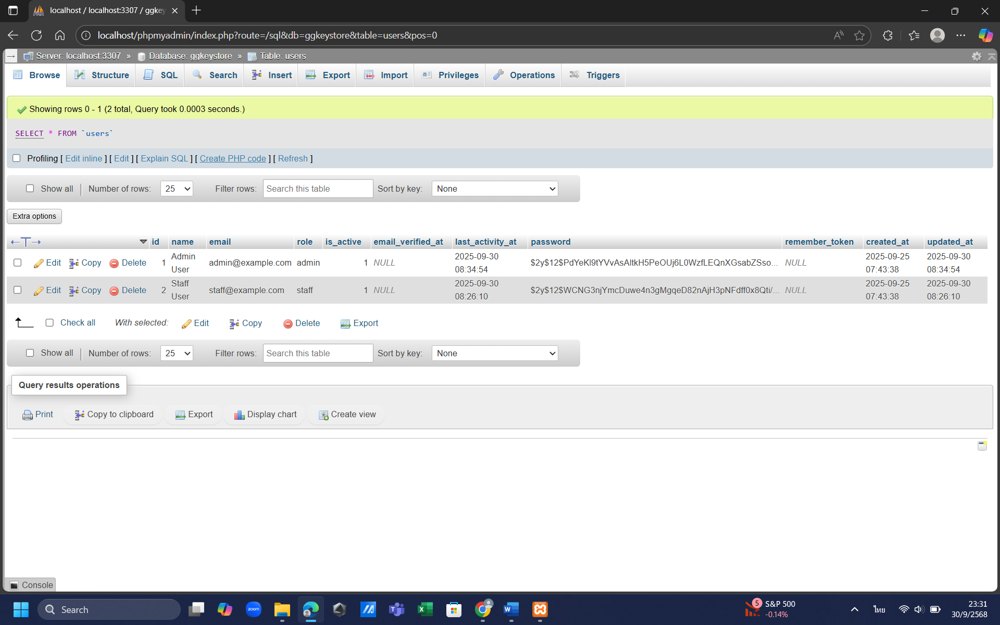 localhost / localhost:3307 / ggkey
localhost/phpmyadmin/index.php?route=/sql&db=ggkeystore&table=users&pos=0
Server: localhost:3307 » Database: ggkeystore » Table: users
Browse Structure SQL Search Insert Export Import Privileges Operations Triggers
Showing rows 0 - 1 (2 total, Query took 0.0003 seconds.)
SELECT * FROM `users`
Profiling [ Edit inline ] [ Edit ] [ Explain SQL ] [ Create PHP code ] [ Refresh ]
Show all | Number of rows: 25 Filter rows: Search this table Sort by key: None
Extra options
id name email role is_active email_verified_at last_activity_at password remember_token created_at updated_at
Edit Copy Delete 1 Admin User admin@example.com admin 1 NULL 2025-09-30 08:34:54 $2y$12$PdYeKI9tYVvAsAltkH5PeOUj6L0WzfLEQnXGsabZSso... NULL 2025-09-25 07:43:38 2025-09-30 08:34:54
Edit Copy Delete 2 Staff User staff@example.com staff 1 NULL 2025-09-30 08:26:10 $2y$12$WCNG3njYmcDuwe4n3gMgqeD82nAjH3pNFdff0x8Qti/... NULL 2025-09-25 07:43:38 2025-09-30 08:26:10
Check all With selected: Edit Copy Delete Export
Show all | Number of rows: 25 Filter rows: Search this table Sort by key: None
Query results operations
Print Copy to clipboard Export Display chart Create view
Console
Search
zoom
5 S&P 500
-0.14%
ไทย
23:31
30/9/2568